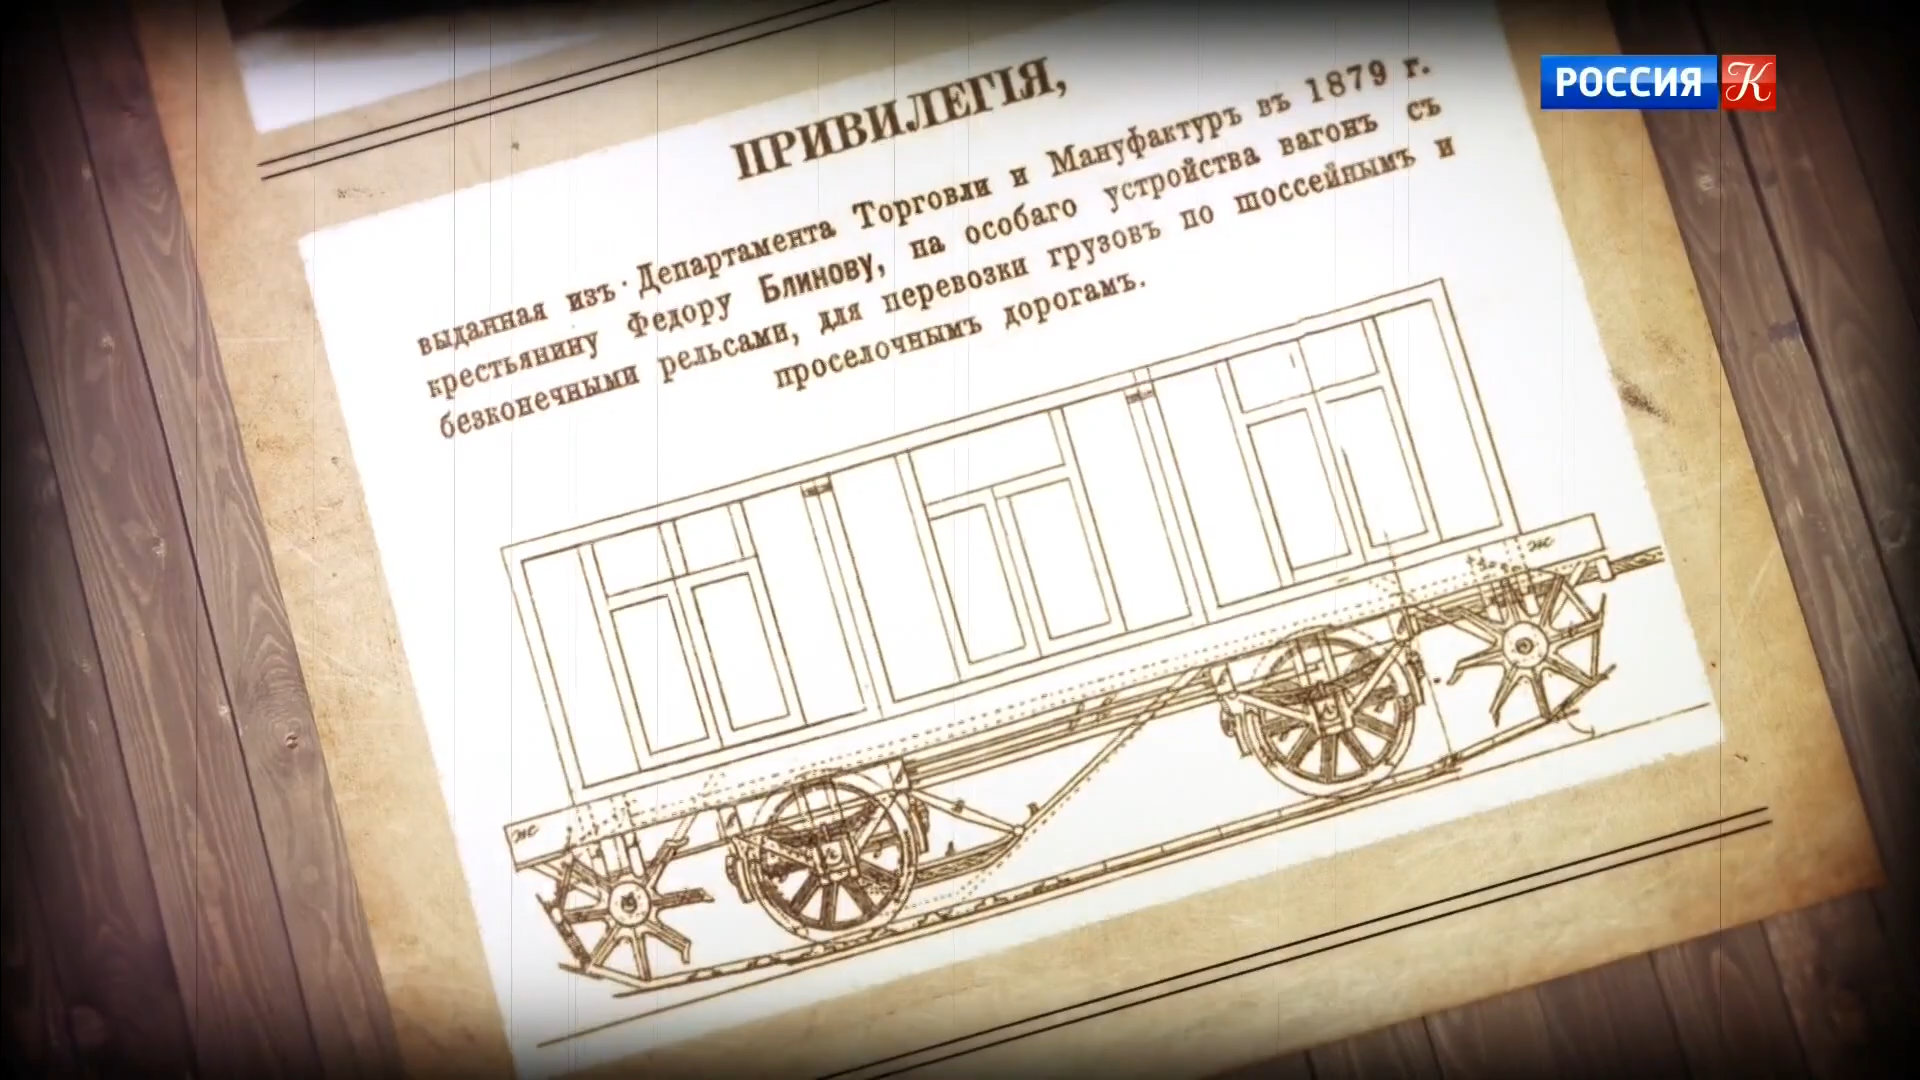 РОССИЯ К
ПРИВИЛЕГІЯ,
выданная изъ Департамента Торговли и Мануфактуръ въ 1879 г.
крестьянину Федору Блинову, на особаго устройства вагонъ съ
безконечными рельсами, для перевозки грузовъ по шоссейнымъ и
проселочнымъ дорогамъ.